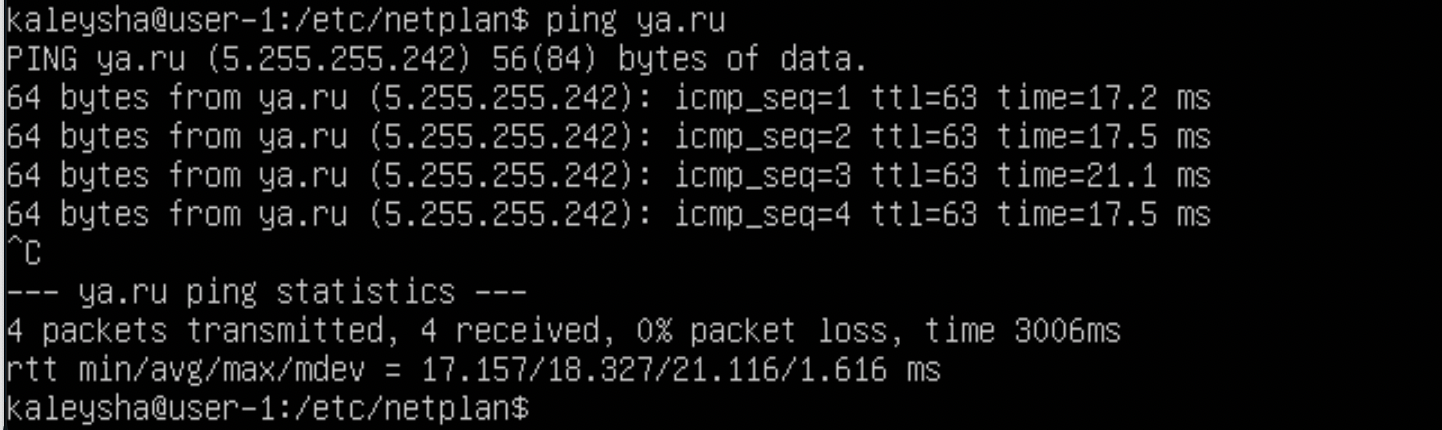 kaleysha@user-1:/etc/netplan$ ping ya.ru
PING ya.ru (5.255.255.242) 56(84) bytes of data.
64 bytes from ya.ru (5.255.255.242): icmp_seq=1 ttl=63 time=17.2 ms
64 bytes from ya.ru (5.255.255.242): icmp_seq=2 ttl=63 time=17.5 ms
64 bytes from ya.ru (5.255.255.242): icmp_seq=3 ttl=63 time=21.1 ms
64 bytes from ya.ru (5.255.255.242): icmp_seq=4 ttl=63 time=17.5 ms
^C
--- ya.ru ping statistics ---
4 packets transmitted, 4 received, 0% packet loss, time 3006ms
rtt min/avg/max/mdev = 17.157/18.327/21.116/1.616 ms
kaleysha@user-1:/etc/netplan$